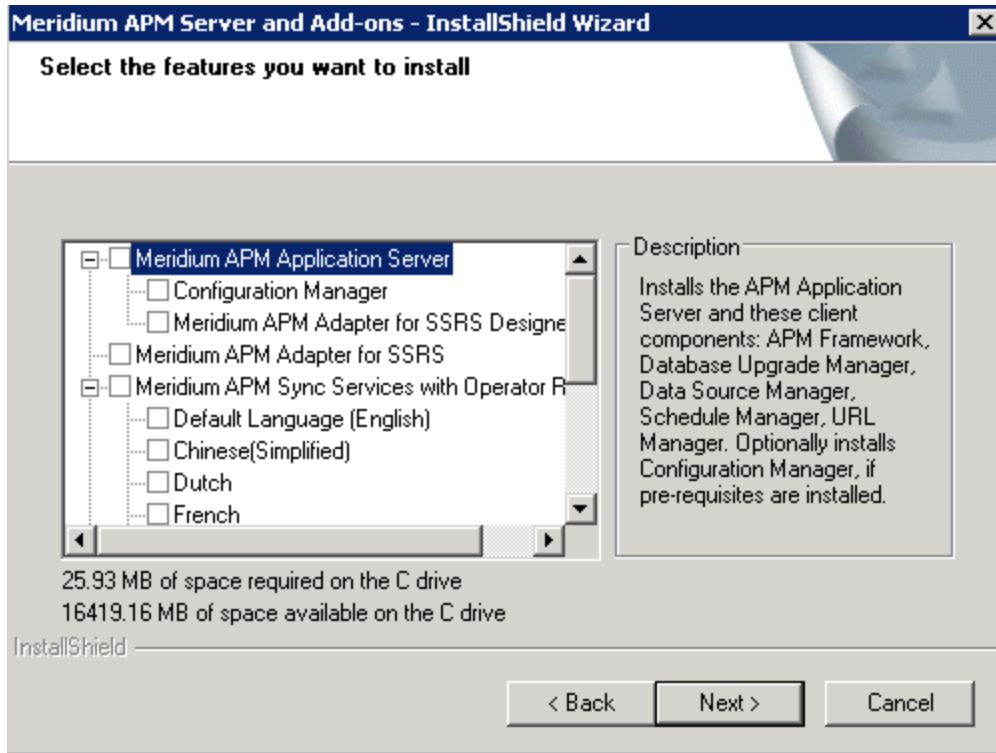 Meridium APM Server and Add-ons - InstallShield Wizard
Select the features you want to install
Meridium APM Application Server
Configuration Manager
Meridium APM Adapter for SSRS Designe
Meridium APM Adapter for SSRS
Meridium APM Sync Services with Operator R
Default Language (English)
Chinese(Simplified)
Dutch
French
Description
Installs the APM Application
Server and these client
components: APM Framework,
Database Upgrade Manager,
Data Source Manager,
Schedule Manager, URL
Manager. Optionally installs
Configuration Manager, if
pre-requisites are installed.
25.93 MB of space required on the C drive
16419.16 MB of space available on the C drive
InstallShield
< Back
Next >
Cancel